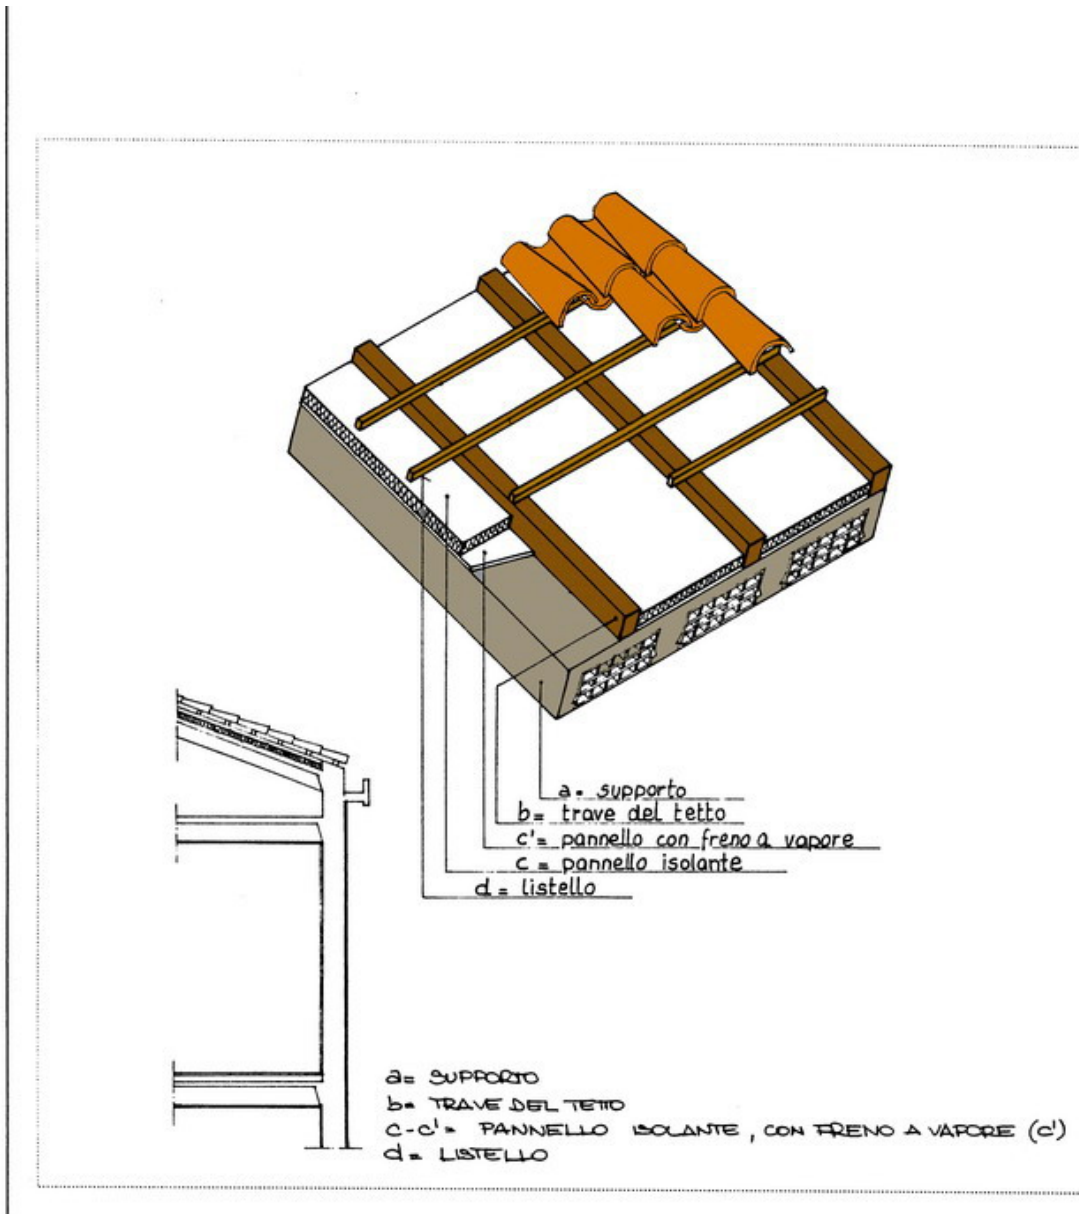 a= supporto
b= trave del tetto
c'= pannello con freno a vapore
c= pannello isolante
d= listello
a= SUPPORTO
b= TRAVE DEL TETTO
c-c'= PANNELLO ISOLANTE, CON FRENO A VAPORE (c')
d= LISTELLO